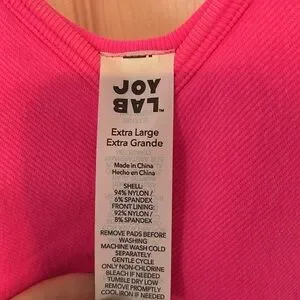 JOY
LAB™
Extra Large
Extra Grande
Made in China
Hecho en China
SHELL:
94% NYLON /
6% SPANDEX
FRONT LINING:
92% NYLON /
8% SPANDEX
REMOVE PADS BEFORE
WASHING
MACHINE WASH COLD
SEPARATELY
GENTLE CYCLE
ONLY NON-CHLORINE
BLEACH IF NEEDED
TUMBLE DRY LOW
REMOVE PROMPTLY
COOL IRON IF NEEDED